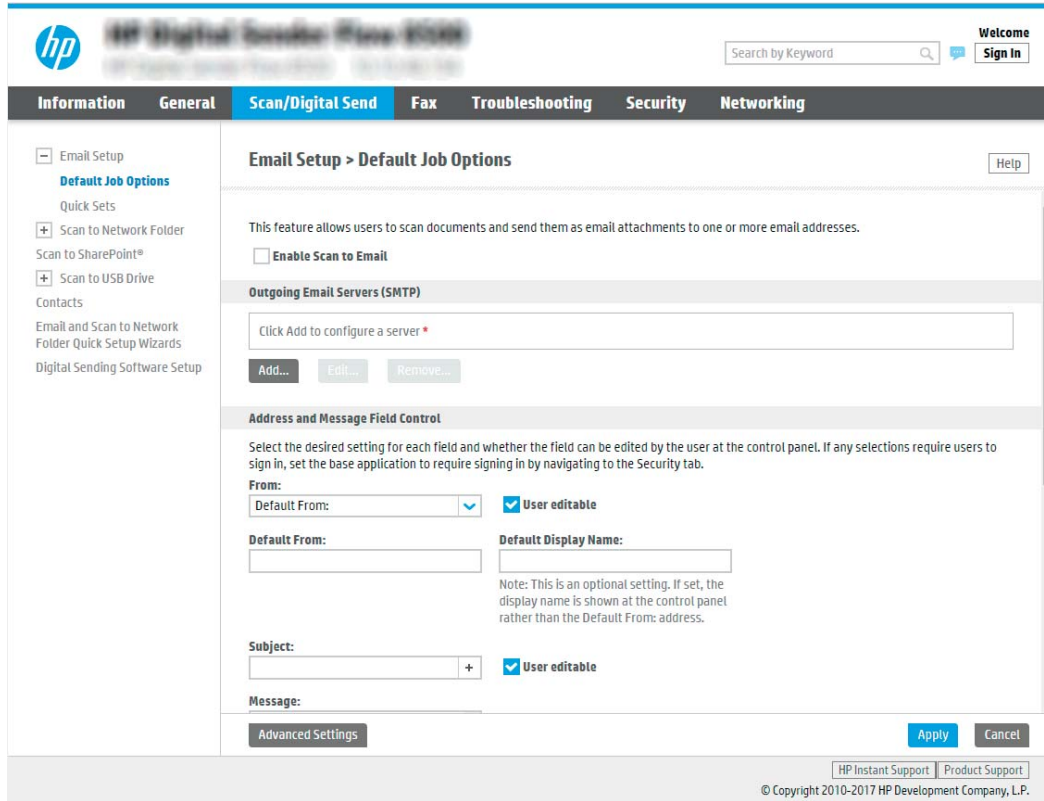 hp
Welcome
Search by Keyword
Sign In
Information General Scan/Digital Send Fax Troubleshooting Security Networking
Email Setup
Default Job Options
Quick Sets
Scan to Network Folder
Scan to SharePoint®
Scan to USB Drive
Contacts
Email and Scan to Network
Folder Quick Setup Wizards
Digital Sending Software Setup
Email Setup > Default Job Options
Help
This feature allows users to scan documents and send them as email attachments to one or more email addresses.
Enable Scan to Email
Outgoing Email Servers (SMTP)
Click Add to configure a server *
Add... Edit... Remove...
Address and Message Field Control
Select the desired setting for each field and whether the field can be edited by the user at the control panel. If any selections require users to
sign in, set the base application to require signing in by navigating to the Security tab.
From:
Default From: User editable
Default From: Default Display Name:
Note: This is an optional setting. If set, the
display name is shown at the control panel
rather than the Default From: address.
Subject:
+ User editable
Message:
Advanced Settings Apply Cancel
HP Instant Support Product Support
© Copyright 2010-2017 HP Development Company, L.P.